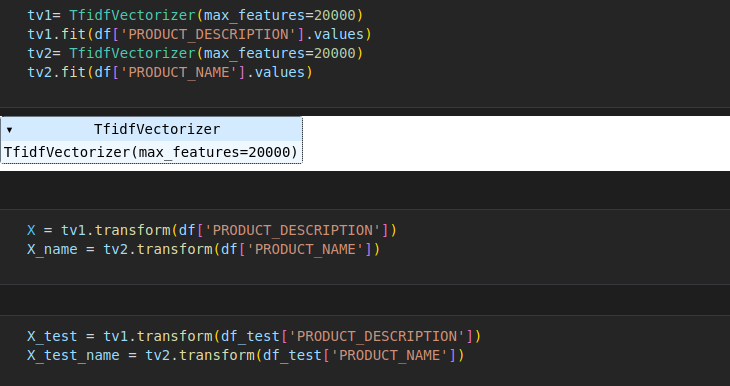 tv1= TfidfVectorizer(max_features=20000)
tv1.fit(df['PRODUCT_DESCRIPTION'].values)
tv2= TfidfVectorizer(max_features=20000)
tv2.fit(df['PRODUCT_NAME'].values)
▾ TfidfVectorizer
TfidfVectorizer(max_features=20000)
X = tv1.transform(df['PRODUCT_DESCRIPTION'])
X_name = tv2.transform(df['PRODUCT_NAME'])
X_test = tv1.transform(df_test['PRODUCT_DESCRIPTION'])
X_test_name = tv2.transform(df_test['PRODUCT_NAME'])